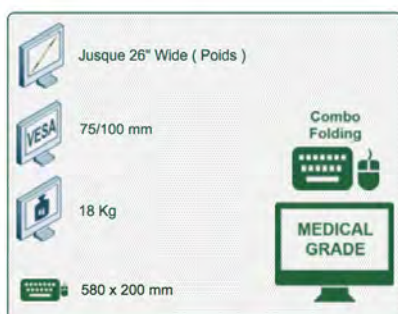 Jusque 26" Wide ( Poids )
VESA
75/100 mm
18 Kg
580 x 200 mm
Combo
Folding
MEDICAL
GRADE